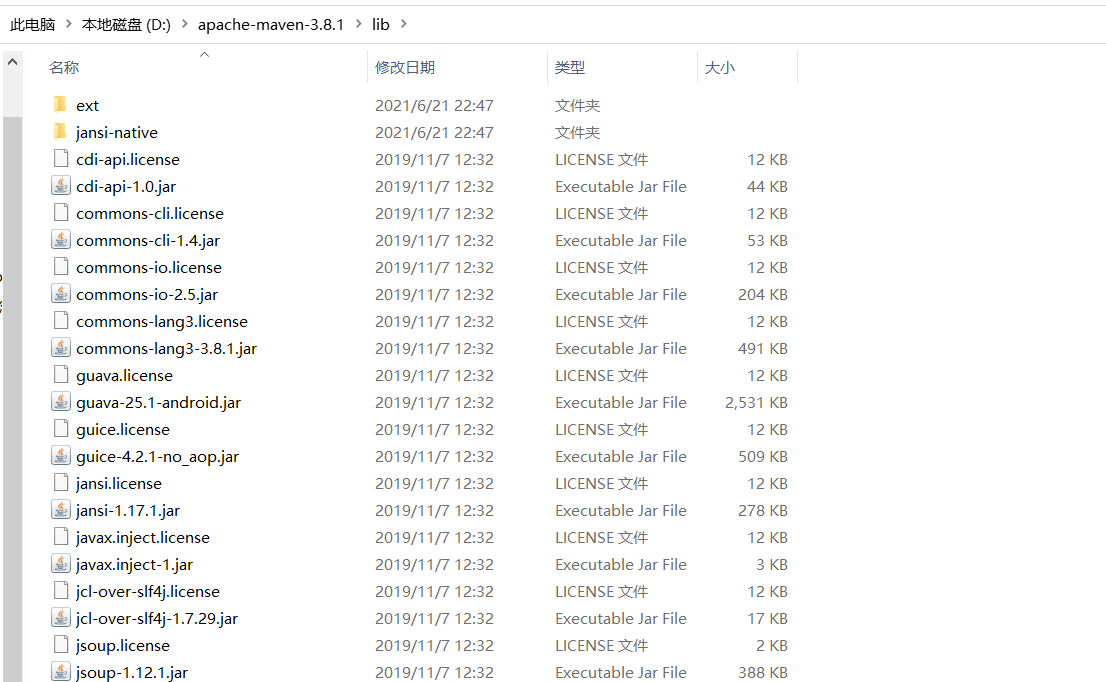 此电脑 > 本地磁盘 (D:) > apache-maven-3.8.1 > lib >
名称 修改日期 类型 大小
ext 2021/6/21 22:47 文件夹
jansi-native 2021/6/21 22:47 文件夹
cdi-api.license 2019/11/7 12:32 LICENSE 文件 12 KB
cdi-api-1.0.jar 2019/11/7 12:32 Executable Jar File 44 KB
commons-cli.license 2019/11/7 12:32 LICENSE 文件 12 KB
commons-cli-1.4.jar 2019/11/7 12:32 Executable Jar File 53 KB
commons-io.license 2019/11/7 12:32 LICENSE 文件 12 KB
commons-io-2.5.jar 2019/11/7 12:32 Executable Jar File 204 KB
commons-lang3.license 2019/11/7 12:32 LICENSE 文件 12 KB
commons-lang3-3.8.1.jar 2019/11/7 12:32 Executable Jar File 491 KB
guava.license 2019/11/7 12:32 LICENSE 文件 12 KB
guava-25.1-android.jar 2019/11/7 12:32 Executable Jar File 2,531 KB
guice.license 2019/11/7 12:32 LICENSE 文件 12 KB
guice-4.2.1-no_aop.jar 2019/11/7 12:32 Executable Jar File 509 KB
jansi.license 2019/11/7 12:32 LICENSE 文件 12 KB
jansi-1.17.1.jar 2019/11/7 12:32 Executable Jar File 278 KB
javax.inject.license 2019/11/7 12:32 LICENSE 文件 12 KB
javax.inject-1.jar 2019/11/7 12:32 Executable Jar File 3 KB
jcl-over-slf4j.license 2019/11/7 12:32 LICENSE 文件 12 KB
jcl-over-slf4j-1.7.29.jar 2019/11/7 12:32 Executable Jar File 17 KB
jsoup.license 2019/11/7 12:32 LICENSE 文件 2 KB
jsoup-1.12.1.jar 2019/11/7 12:32 Executable Jar File 388 KB